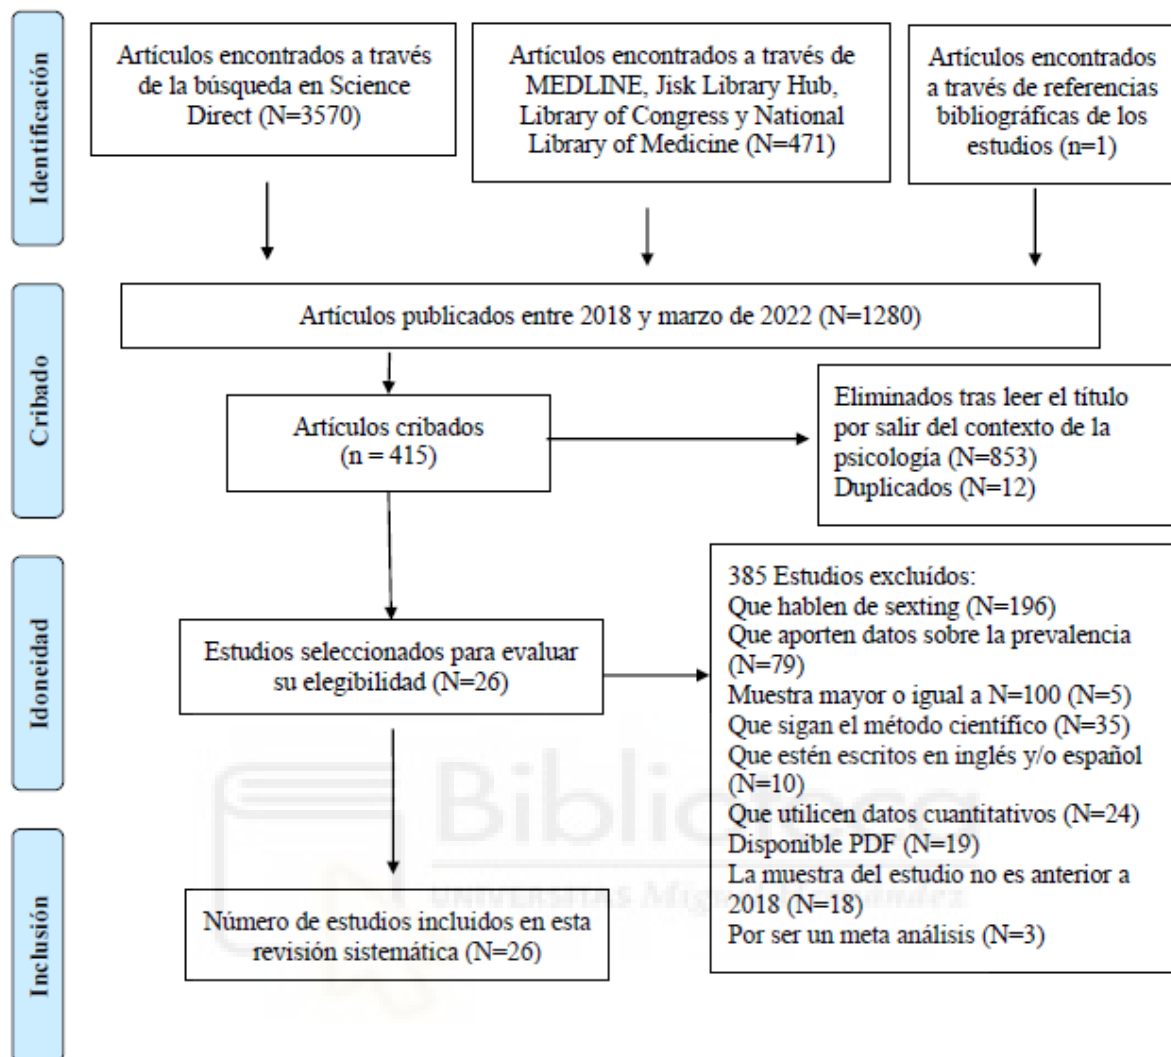 Identificación
Artículos encontrados a través
de la búsqueda en Science
Direct (N=3570)
Artículos encontrados a través de
MEDLINE, Jisk Library Hub,
Library of Congress y National
Library of Medicine (N=471)
Artículos encontrados
a través de referencias
bibliográficas de los
estudios (n=1)
Cribado
Artículos publicados entre 2018 y marzo de 2022 (N=1280)
Artículos cribados
(n = 415)
Eliminados tras leer el título
por salir del contexto de la
psicología (N=853)
Duplicados (N=12)
Idoneidad
Estudios seleccionados para evaluar
su elegibilidad (N=26)
385 Estudios excluídos:
Que hablen de sexting (N=196)
Que aporten datos sobre la prevalencia
(N=79)
Muestra mayor o igual a N=100 (N=5)
Que sigan el método científico (N=35)
Que estén escritos en inglés y/o español
(N=10)
Que utilicen datos cuantitativos (N=24)
Disponible PDF (N=19)
La muestra del estudio no es anterior a
2018 (N=18)
Por ser un meta análisis (N=3)
Inclusión
Número de estudios incluidos en esta
revisión sistemática (N=26)
Biblioteca
UNIVERSITAS Miguel Hernández